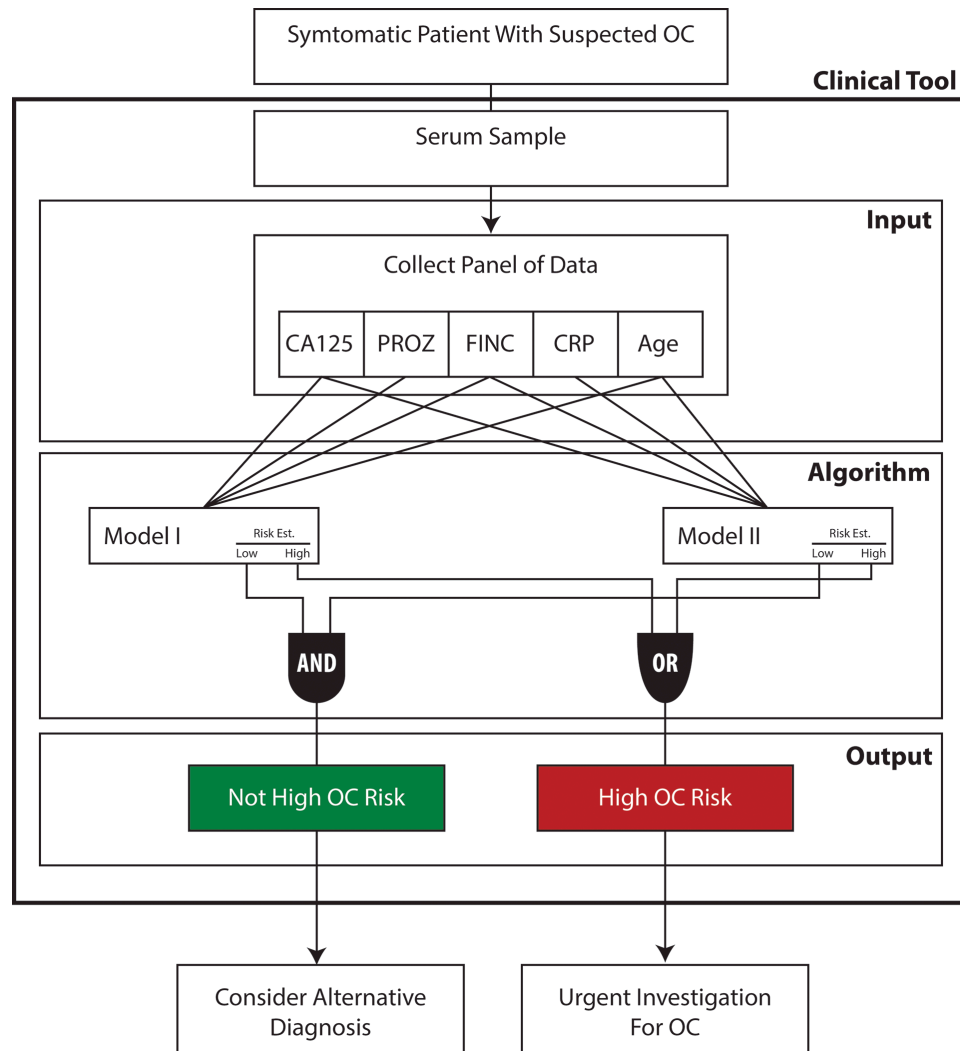 Symtomatic Patient With Suspected OC
Clinical Tool
Serum Sample
Input
Collect Panel of Data
CA125 PROZ FINC CRP Age
Algorithm
Model I
Risk Est.
Low High
Model II
Risk Est.
Low High
AND
OR
Output
Not High OC Risk
High OC Risk
Consider Alternative
Diagnosis
Urgent Investigation
For OC